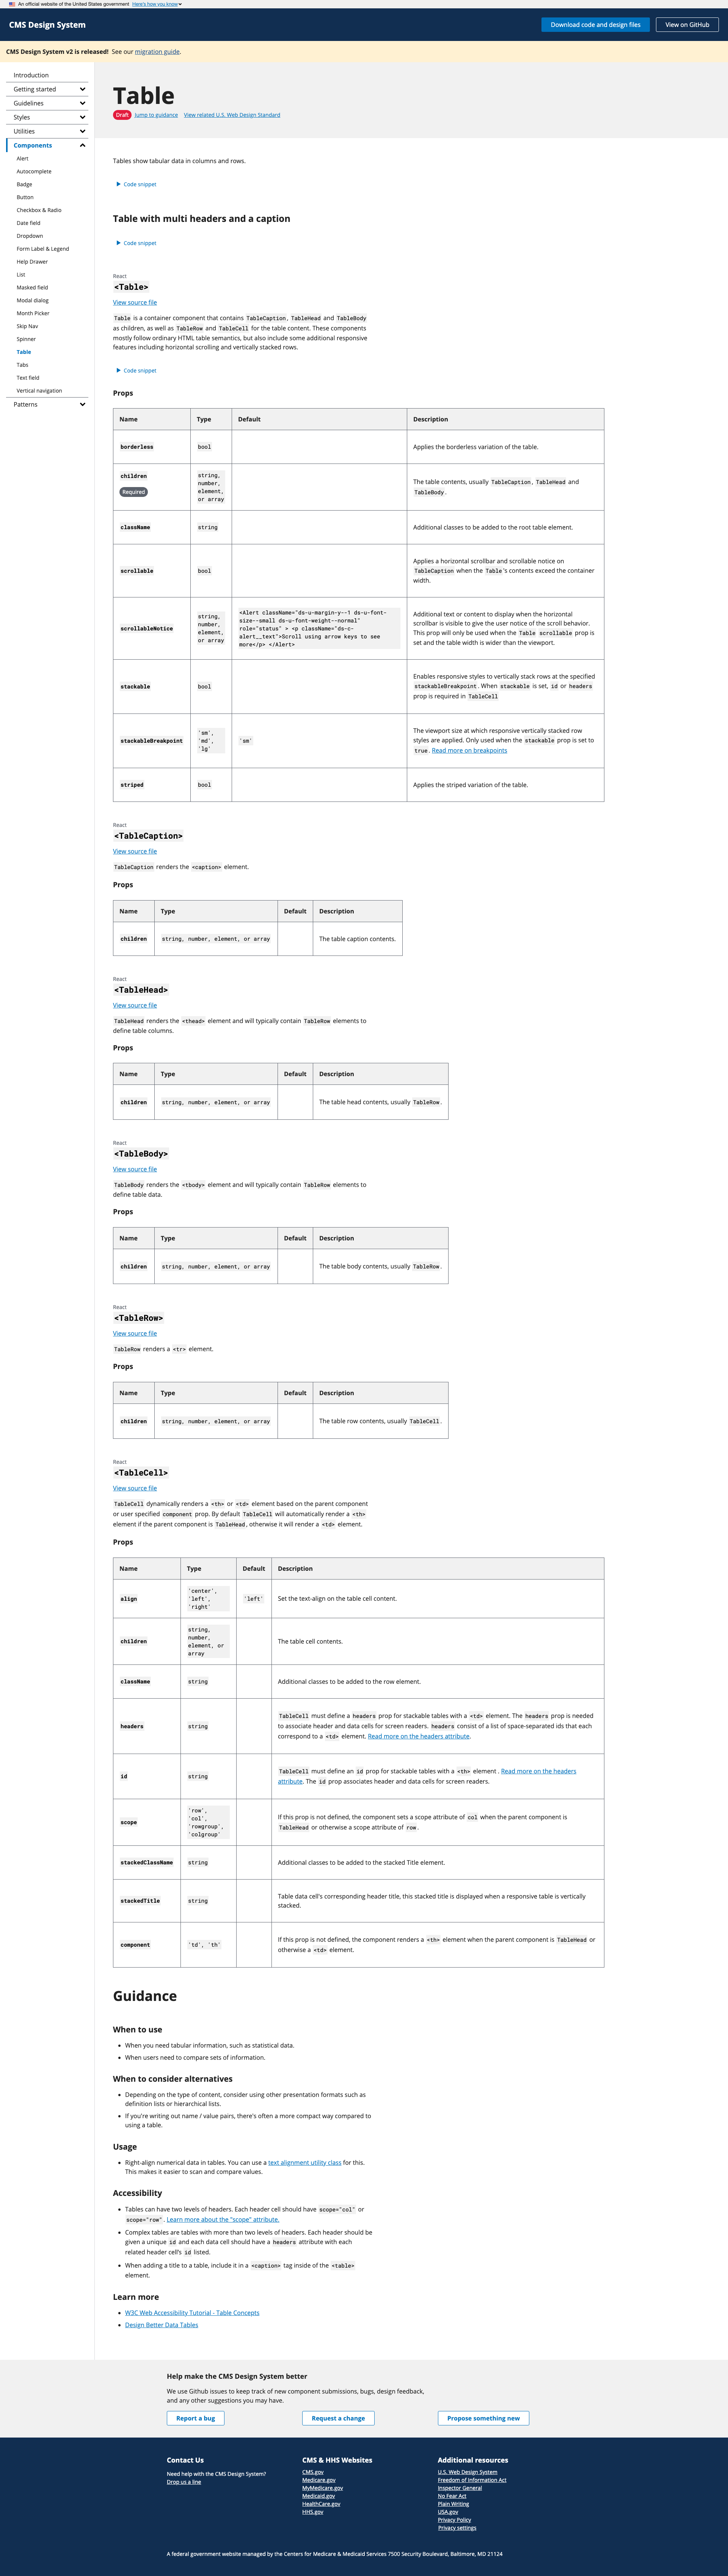 An official website of the United States government Here's how you know
CMS Design System
Download code and design files
View on GitHub
CMS Design System v2 is released! See our migration guide.
Introduction
Getting started
Guidelines
Styles
Utilities
Components
Alert
Autocomplete
Badge
Button
Checkbox & Radio
Date field
Dropdown
Form Label & Legend
Help Drawer
List
Masked field
Modal dialog
Month Picker
Skip Nav
Spinner
Table
Tabs
Text field
Vertical navigation
Patterns
Table
Draft Jump to guidance View related U.S. Web Design Standard
Tables show tabular data in columns and rows.
Code snippet
Table with multi headers and a caption
Code snippet
React
<Table>
View source file
Table is a container component that contains TableCaption, TableHead and TableBody
as children, as well as TableRow and TableCell for the table content. These components
mostly follow ordinary HTML table semantics, but also include some additional responsive
features including horizontal scrolling and vertically stacked rows.
Code snippet
Props
Name Type Default Description
borderless bool Applies the borderless variation of the table.
children
Required
string,
number,
element,
or array
The table contents, usually TableCaption, TableHead and
TableBody.
className string Additional classes to be added to the root table element.
scrollable bool
Applies a horizontal scrollbar and scrollable notice on
TableCaption when the Table's contents exceed the container
width.
scrollableNotice
string,
number,
element,
or array
<Alert className="ds-u-margin-y--1 ds-u-font-
size--small ds-u-font-weight--normal"
role="status" > <p className="ds-c-
alert__text">Scroll using arrow keys to see
more</p> </Alert>
Additional text or content to display when the horizontal
scrollbar is visible to give the user notice of the scroll behavior.
This prop will only be used when the Table scrollable prop is
set and the table width is wider than the viewport.
stackable bool
Enables responsive styles to vertically stack rows at the specified
stackableBreakpoint. When stackable is set, id or headers
prop is required in TableCell
stackableBreakpoint
'sm',
'md',
'lg'
'sm'
The viewport size at which responsive vertically stacked row
styles are applied. Only used when the stackable prop is set to
true. Read more on breakpoints
striped bool Applies the striped variation of the table.
React
<TableCaption>
View source file
TableCaption renders the <caption> element.
Props
Name Type Default Description
children string, number, element, or array The table caption contents.
React
<TableHead>
View source file
TableHead renders the <thead> element and will typically contain TableRow elements to
define table columns.
Props
Name Type Default Description
children string, number, element, or array The table head contents, usually TableRow.
React
<TableBody>
View source file
TableBody renders the <tbody> element and will typically contain TableRow elements to
define table data.
Props
Name Type Default Description
children string, number, element, or array The table body contents, usually TableRow.
React
<TableRow>
View source file
TableRow renders a <tr> element.
Props
Name Type Default Description
children string, number, element, or array The table row contents, usually TableCell.
React
<TableCell>
View source file
TableCell dynamically renders a <th> or <td> element based on the parent component
or user specified component prop. By default TableCell will automatically render a <th>
element if the parent component is TableHead, otherwise it will render a <td> element.
Props
Name Type Default Description
align
'center',
'left',
'right'
'left'
Set the text-align on the table cell content.
children
string,
number,
element, or
array
The table cell contents.
className string Additional classes to be added to the row element.
headers string
TableCell must define a headers prop for stackable tables with a <td> element. The headers prop is needed
to associate header and data cells for screen readers. headers consist of a list of space-separated ids that each
correspond to a <td> element. Read more on the headers attribute.
id string
TableCell must define an id prop for stackable tables with a <th> element . Read more on the headers
attribute. The id prop associates header and data cells for screen readers.
scope
'row',
'col',
'rowgroup',
'colgroup'
If this prop is not defined, the component sets a scope attribute of col when the parent component is
TableHead or otherwise a scope attribute of row.
stackedClassName string Additional classes to be added to the stacked Title element.
stackedTitle string
Table data cell's corresponding header title, this stacked title is displayed when a responsive table is vertically
stacked.
component 'td', 'th'
If this prop is not defined, the component renders a <th> element when the parent component is TableHead or
otherwise a <td> element.
Guidance
When to use
When you need tabular information, such as statistical data.
When users need to compare sets of information.
When to consider alternatives
Depending on the type of content, consider using other presentation formats such as
definition lists or hierarchical lists.
If you're writing out name / value pairs, there's often a more compact way compared to
using a table.
Usage
Right-align numerical data in tables. You can use a text alignment utility class for this.
This makes it easier to scan and compare values.
Accessibility
Tables can have two levels of headers. Each header cell should have scope="col" or
scope="row". Learn more about the "scope" attribute.
Complex tables are tables with more than two levels of headers. Each header should be
given a unique id and each data cell should have a headers attribute with each
related header cell's id listed.
When adding a title to a table, include it in a <caption> tag inside of the <table>
element.
Learn more
W3C Web Accessibility Tutorial - Table Concepts
Design Better Data Tables
Help make the CMS Design System better
We use Github issues to keep track of new component submissions, bugs, design feedback,
and any other suggestions you may have.
Report a bug
Request a change
Propose something new
Contact Us
Need help with the CMS Design System?
Drop us a line
CMS & HHS Websites
CMS.gov
Medicare.gov
MyMedicare.gov
Medicaid.gov
HealthCare.gov
HHS.gov
Additional resources
U.S. Web Design System
Freedom of Information Act
Inspector General
No Fear Act
Plain Writing
USA.gov
Privacy Policy
Privacy settings
A federal government website managed by the Centers for Medicare & Medicaid Services 7500 Security Boulevard, Baltimore, MD 21124